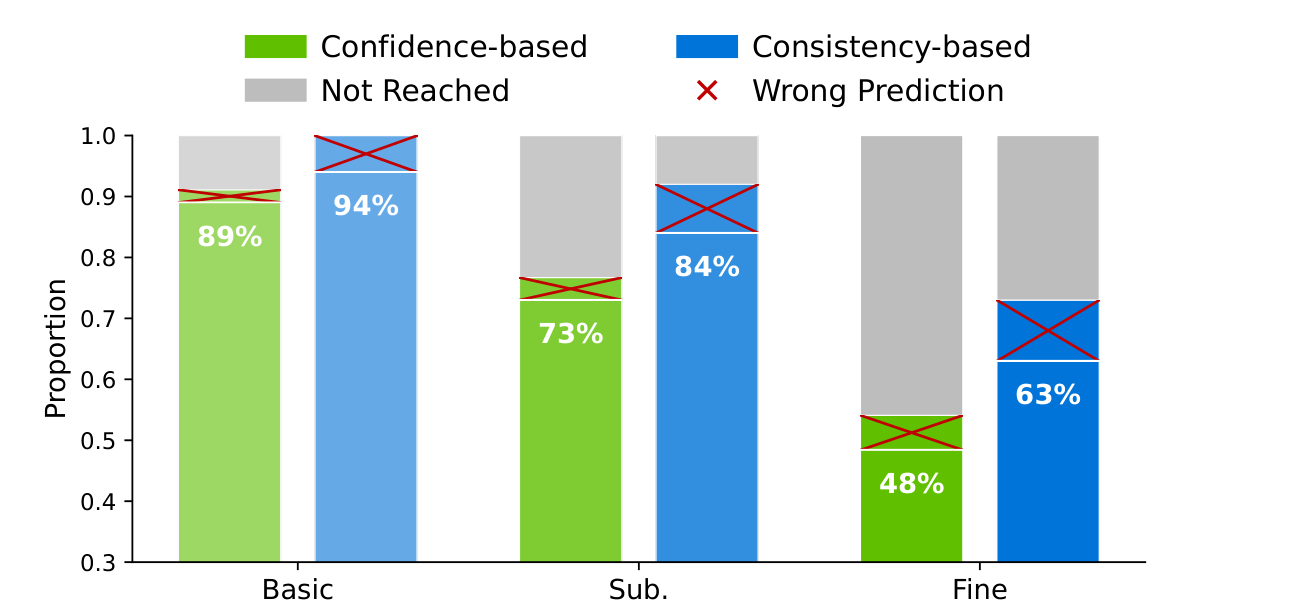 Confidence-based
Consistency-based
Not Reached
Wrong Prediction
Proportion
1.0
0.9
0.8
0.7
0.6
0.5
0.4
0.3
89%
94%
73%
84%
48%
63%
Basic
Sub.
Fine